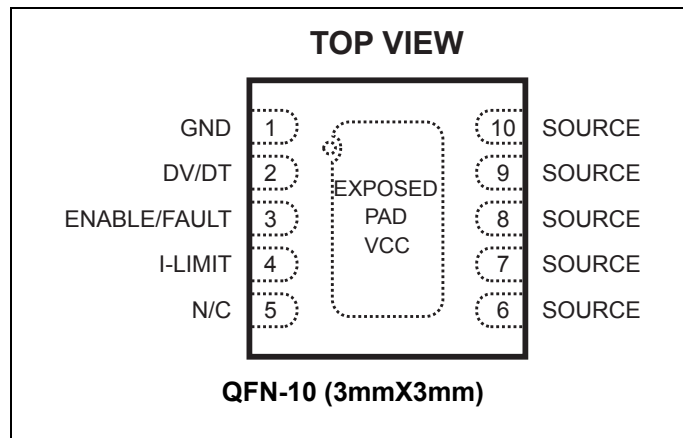 TOP VIEW
GND 1 10 SOURCE
DV/DT 2 9 SOURCE
ENABLE/FAULT 3 8 SOURCE
I-LIMIT 4 7 SOURCE
N/C 5 6 SOURCE
EXPOSED
PAD
VCC
QFN-10 (3mmX3mm)